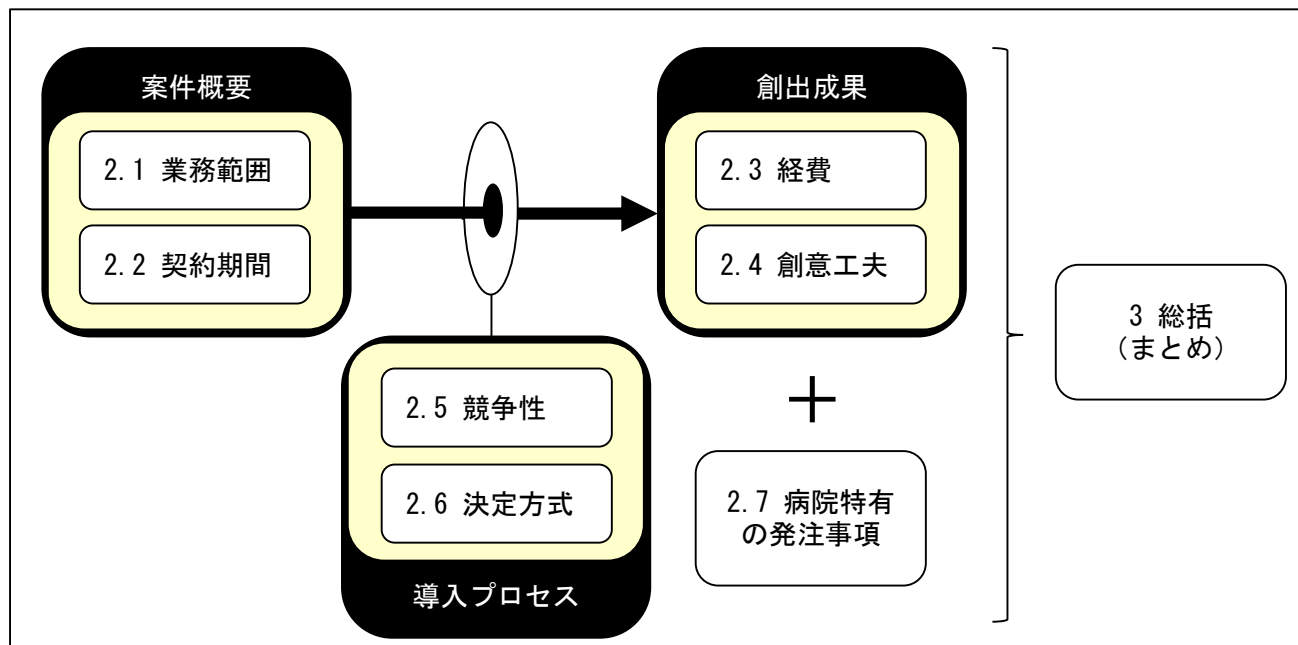 案件概要
2.1 業務範囲
2.2 契約期間
創出成果
2.3 経費
2.4 創意工夫
2.5 競争性
2.6 決定方式
導入プロセス
+
2.7 病院特有
の発注事項
3 総括
(まとめ)